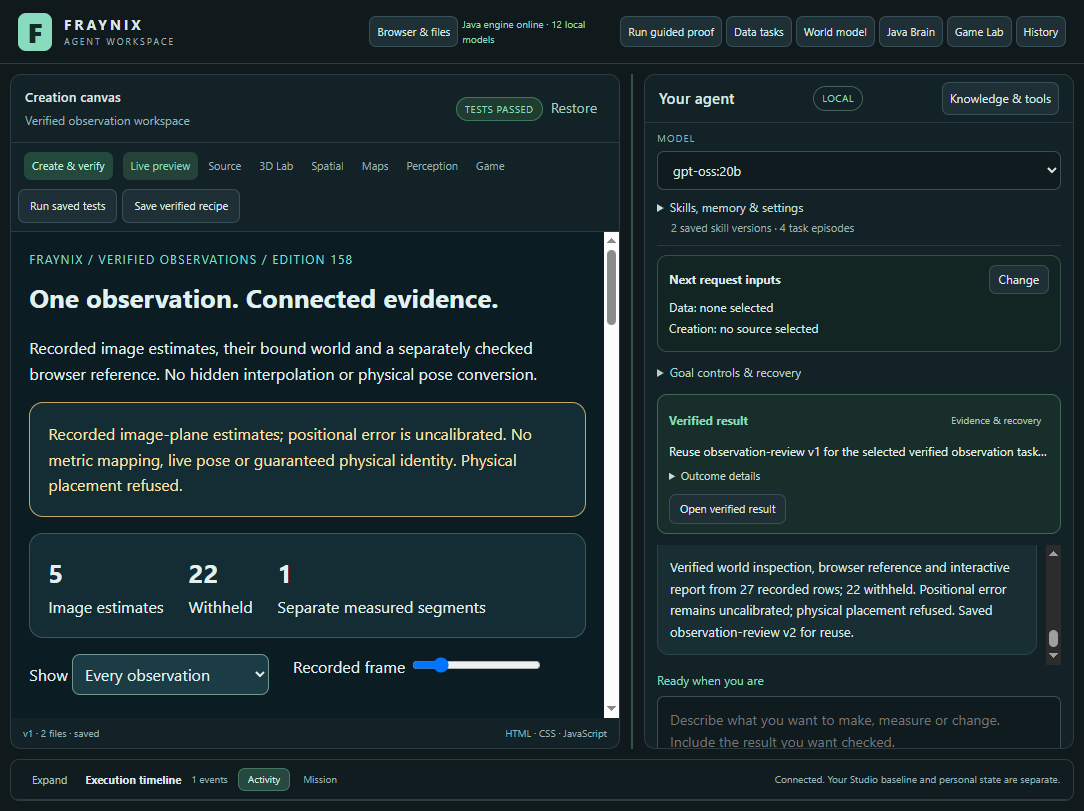 F
FRAYNIX
AGENT WORKSPACE
Browser & files
Java engine online · 12 local
models
Run guided proof
Data tasks
World model
Java Brain
Game Lab
History
Creation canvas
Verified observation workspace
TESTS PASSED
Restore
Create & verify
Live preview
Source
3D Lab
Spatial
Maps
Perception
Game
Run saved tests
Save verified recipe
FRAYNIX / VERIFIED OBSERVATIONS / EDITION 158
One observation. Connected evidence.
Recorded image estimates, their bound world and a separately checked
browser reference. No hidden interpolation or physical pose conversion.
Recorded image-plane estimates; positional error is uncalibrated. No
metric mapping, live pose or guaranteed physical identity. Physical
placement refused.
5
Image estimates
22
Withheld
1
Separate measured segments
Show
Every observation
Recorded frame
v1 · 2 files · saved
HTML · CSS · JavaScript
Your agent
LOCAL
Knowledge & tools
MODEL
gpt-oss:20b
Skills, memory & settings
2 saved skill versions · 4 task episodes
Next request inputs
Change
Data: none selected
Creation: no source selected
Goal controls & recovery
Verified result
Evidence & recovery
Reuse observation-review v1 for the selected verified observation task...
Outcome details
Open verified result
Verified world inspection, browser reference and interactive
report from 27 recorded rows; 22 withheld. Positional error
remains uncalibrated; physical placement refused. Saved
observation-review v2 for reuse.
Ready when you are
Describe what you want to make, measure or change.
Include the result you want checked.
Expand
Execution timeline
1 events
Activity
Mission
Connected. Your Studio baseline and personal state are separate.